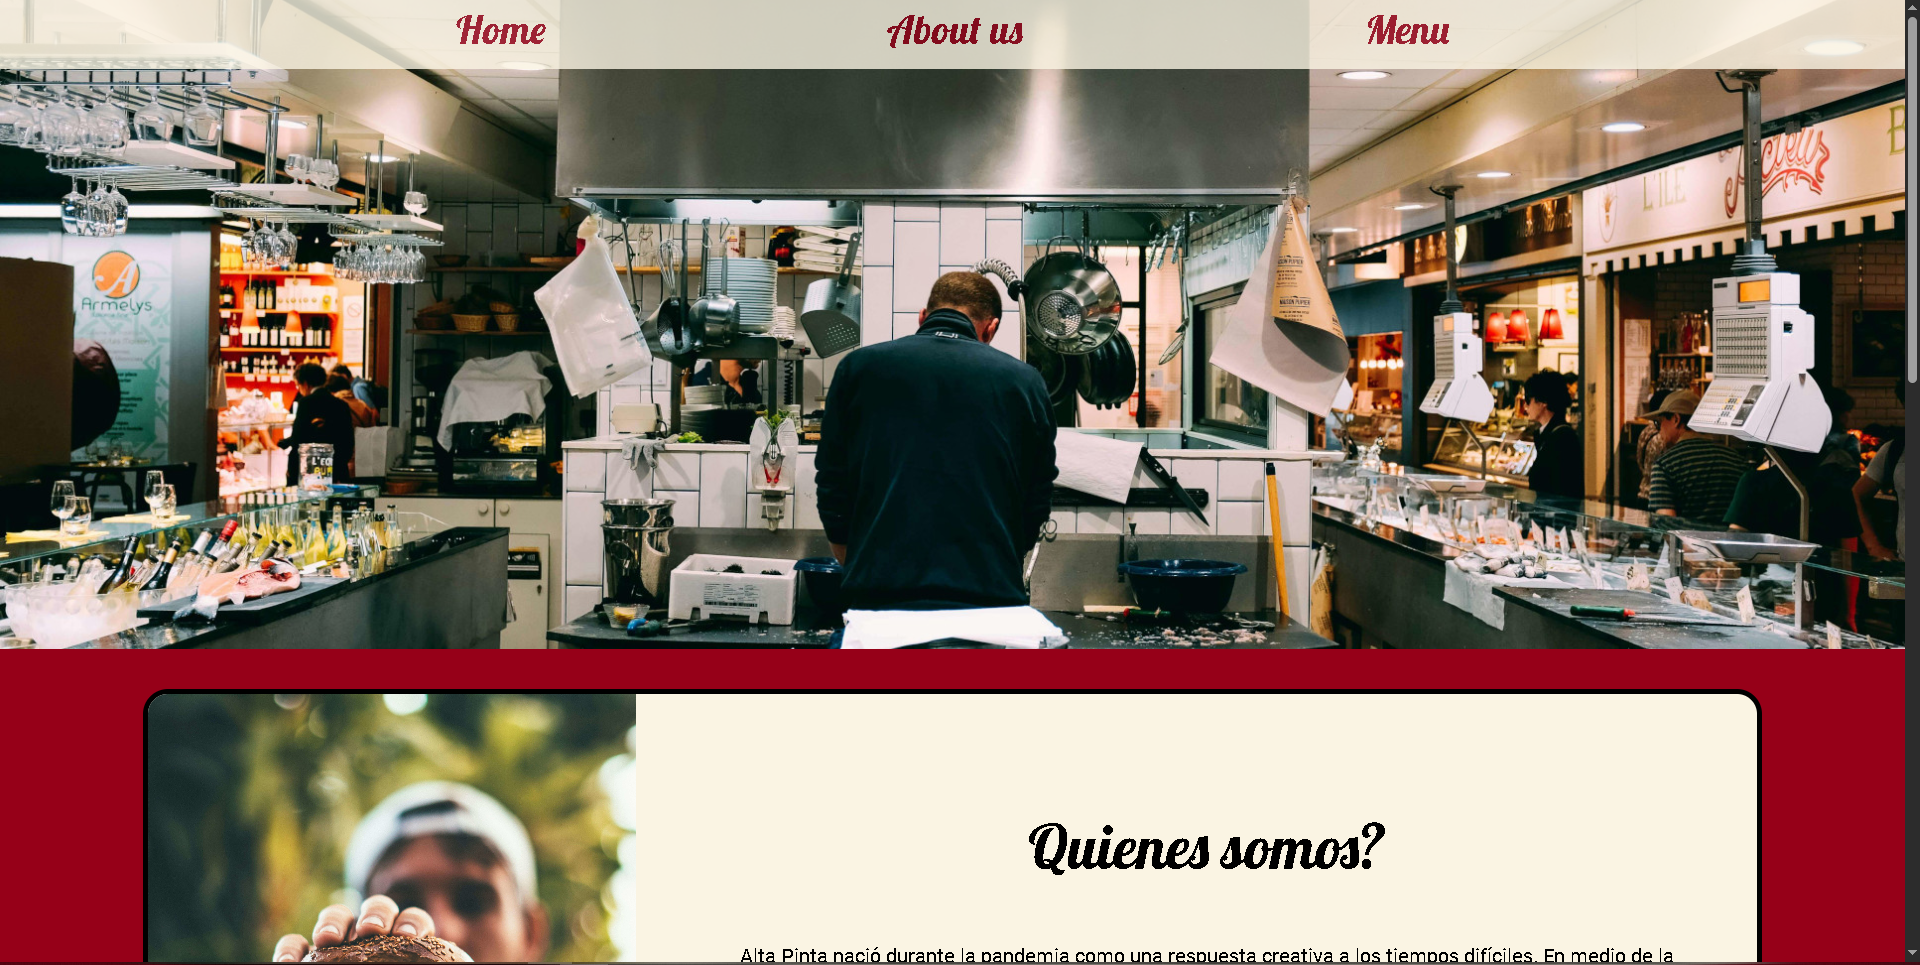 Home About us Menu
L'ILE
Armelys
Quienes somos?
Alta Pinta nació durante la pandemia como una respuesta creativa a los tiempos difíciles. En medio de la